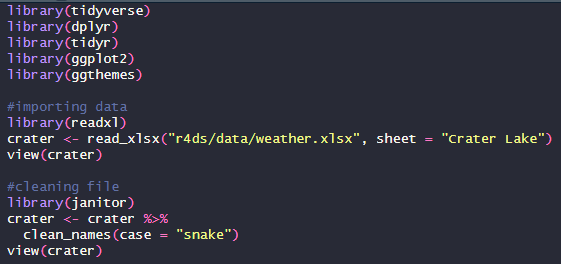 library(tidyverse)
library(dplyr)
library(tidyr)
library(ggplot2)
library(ggthemes)
#importing data
library(readxl)
crater <- read_xlsx("r4ds/data/weather.xlsx", sheet = "Crater Lake")
view(crater)
#cleaning file
library(janitor)
crater <- crater %>%
  clean_names(case = "snake")
view(crater)